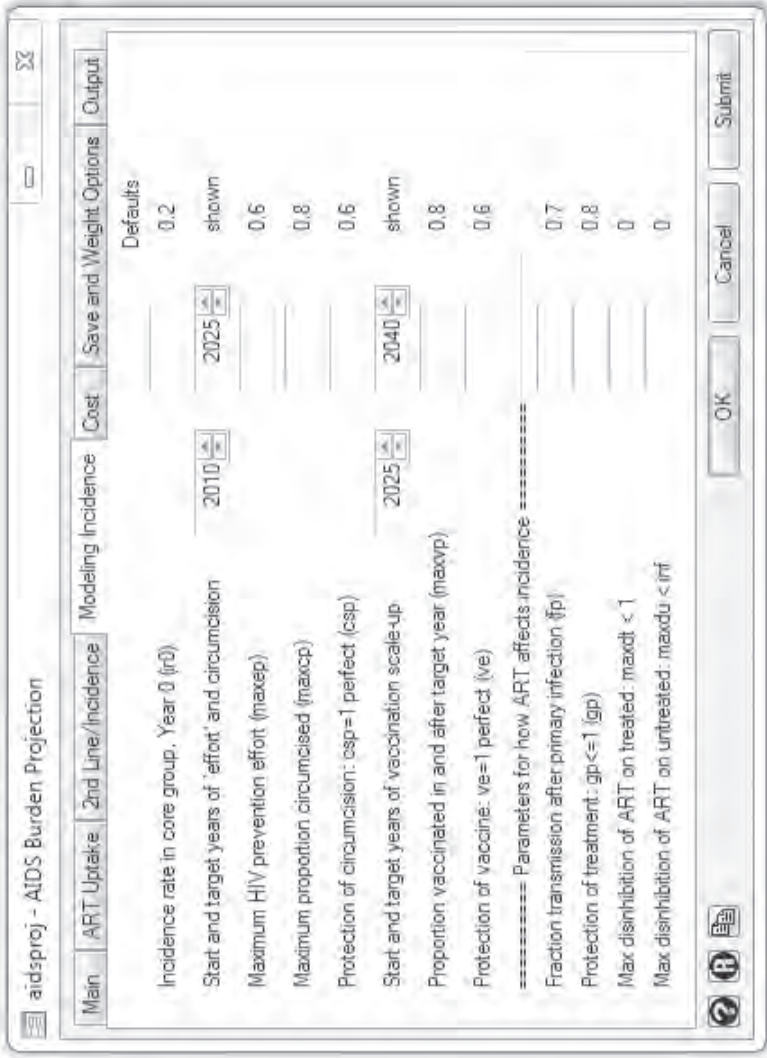 aidsproj - AIDS Burden Projection
Main ART Uptake 2nd Line/Incidence Modeling Incidence Cost Save and Weight Options Output
Defaults
Incidence rate in core group, Year 0 (ir0) 0.2
Start and target years of 'effort' and circumcision 2010 2025 shown
Maximum HIV prevention effort (maxep) 0.6
Maximum proportion circumcised (maxcp) 0.8
Protection of circumcision: csp=1 perfect (csp) 0.6
Start and target years of vaccination scale-up 2025 2040 shown
Proportion vaccinated in and after target year (maxvp) 0.8
Protection of vaccine: ve=1 perfect (ve) 0.6
========== Parameters for how ART affects incidence ==========
Fraction transmission after primary infection (fp) 0.7
Protection of treatment: gp<=1 (gp) 0.8
Max disinhibition of ART on treated: maxdt < 1 0
Max disinhibition of ART on untreated: maxdu < inf 0
OK Cancel Submit